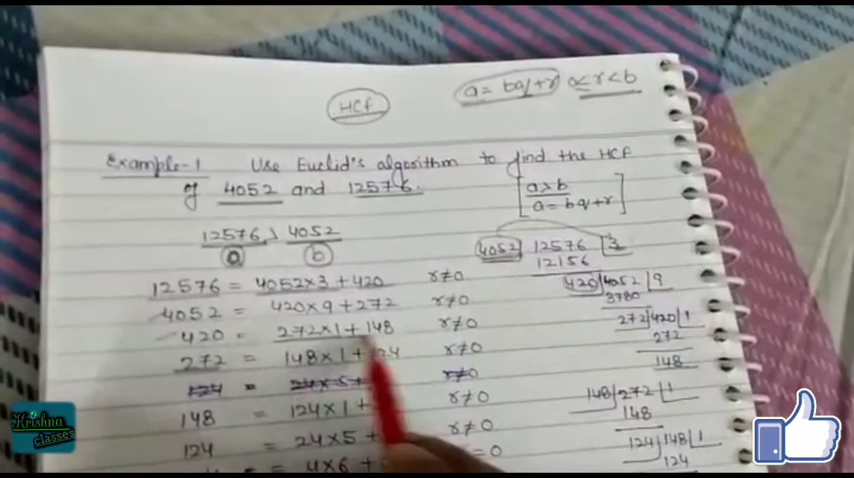 HCF
a = bq+r  0≤r<b
Example-1 Use Euclid's algorithm to find the HCF
of 4052 and 12576.
[a>b
a = bq+r]
12576, 4052
a b
12576 = 4052×3+420 r≠0
4052 = 420×9+272 r≠0
420 = 272×1+148 r≠0
272 = 148×1+124 r≠0
148 = 124×1+ r≠0
124 = 24×5+ r≠0
4×6+ =0
4052 12576 3
12156
420 4052 9
3780
272 420 1
272
148
148 272 1
148
124 148 1
124
Krishna
classes